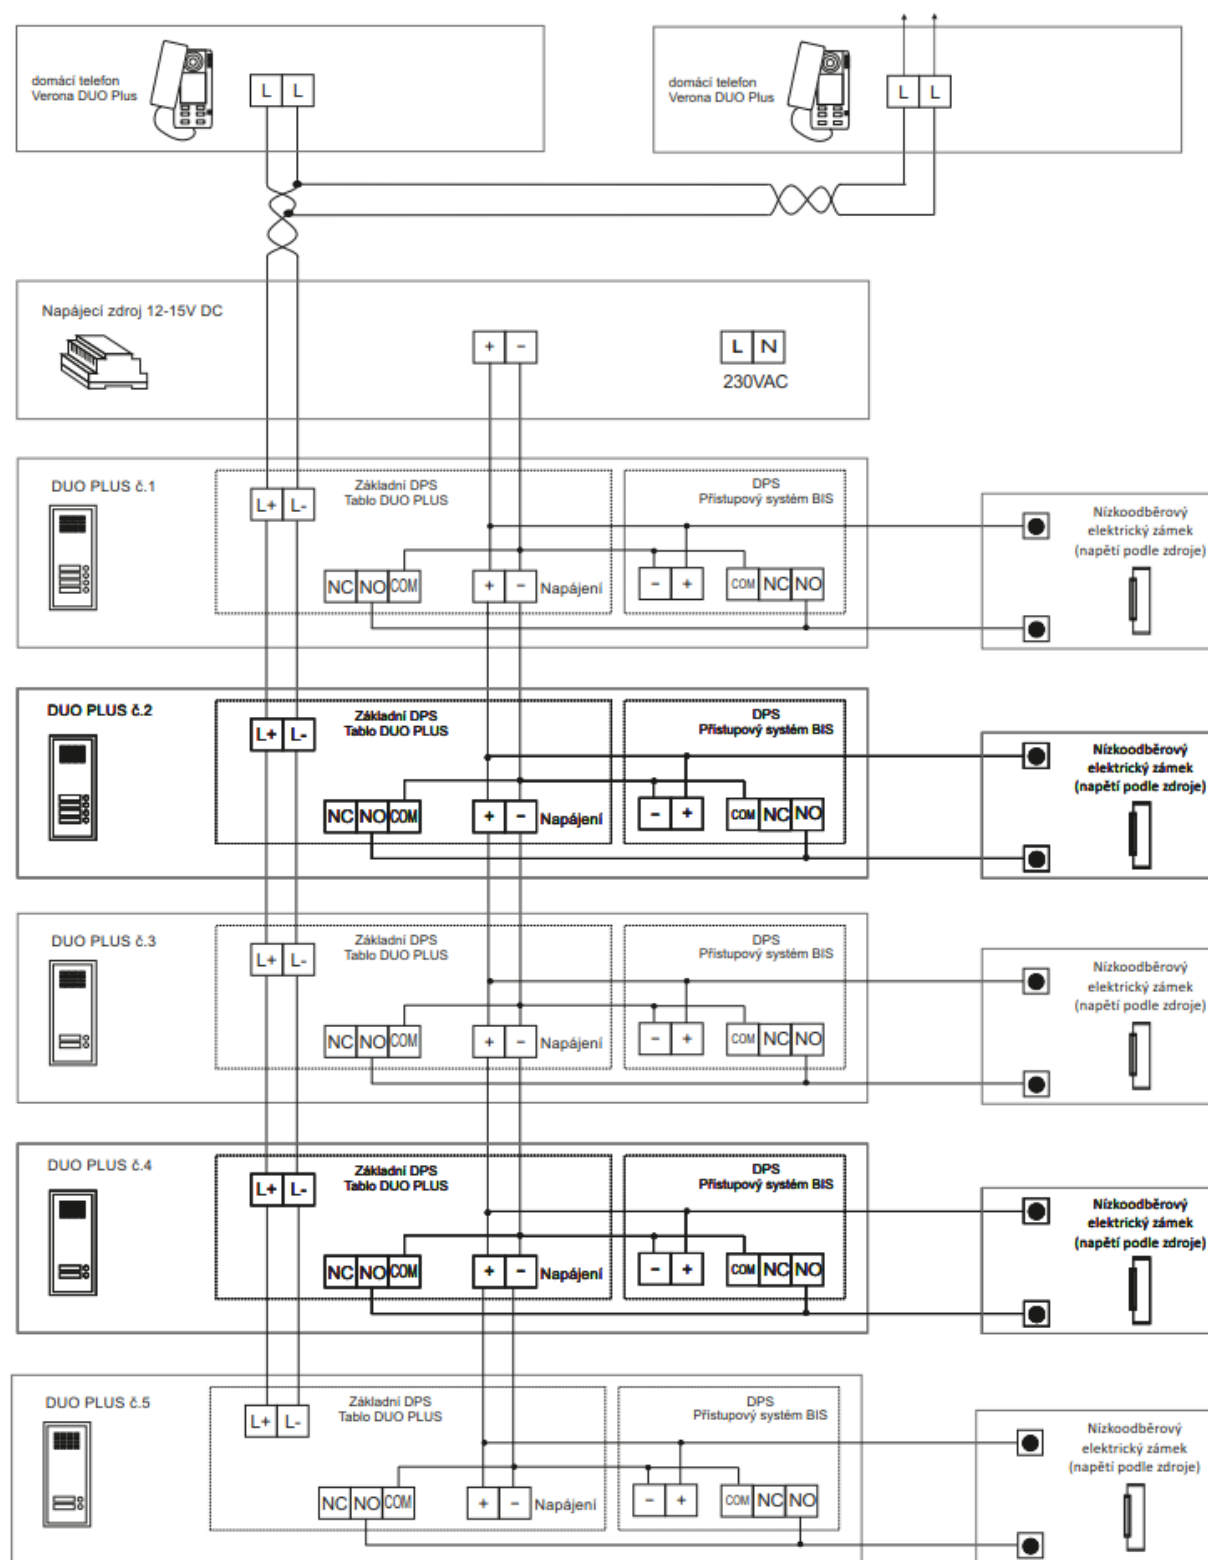 domácí telefon
Verona DUO Plus
L L
domácí telefon
Verona DUO Plus
L L
Napájecí zdroj 12-15V DC
+ −
L N
230VAC
DUO PLUS č.1
Základní DPS
Tablo DUO PLUS
L+ L-
DPS
Přístupový systém BIS
NC NO COM
+ − Napájení
− +
COM NC NO
Nízkoodběrový
elektrický zámek
(napětí podle zdroje)
DUO PLUS č.2
Základní DPS
Tablo DUO PLUS
L+ L-
DPS
Přístupový systém BIS
NC NO COM
+ − Napájení
− +
COM NC NO
Nízkoodběrový
elektrický zámek
(napětí podle zdroje)
DUO PLUS č.3
Základní DPS
Tablo DUO PLUS
L+ L-
DPS
Přístupový systém BIS
NC NO COM
+ − Napájení
− +
COM NC NO
Nízkoodběrový
elektrický zámek
(napětí podle zdroje)
DUO PLUS č.4
Základní DPS
Tablo DUO PLUS
L+ L-
DPS
Přístupový systém BIS
NC NO COM
+ − Napájení
− +
COM NC NO
Nízkoodběrový
elektrický zámek
(napětí podle zdroje)
DUO PLUS č.5
Základní DPS
Tablo DUO PLUS
L+ L-
DPS
Přístupový systém BIS
NC NO COM
+ − Napájení
− +
COM NC NO
Nízkoodběrový
elektrický zámek
(napětí podle zdroje)